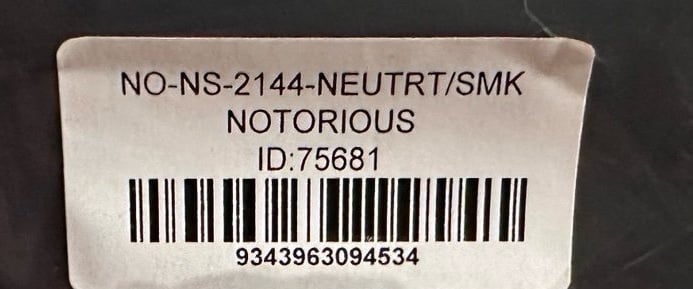 NO-NS-2144-NEUTRT/SMK
NOTORIOUS
ID:75681
9343963094534